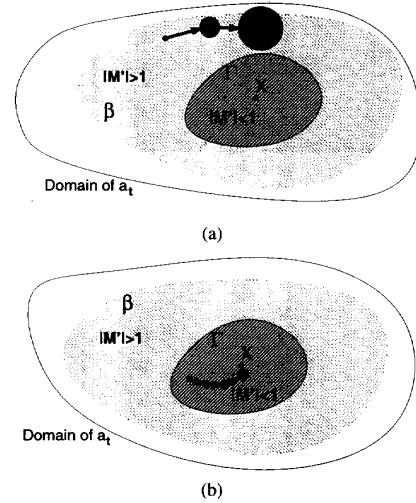 |M'|>1
Γ
X
β
|M'|<1
Domain of a_t
(a)
β
|M'|>1
Γ
X
|M'|<1
Domain of a_t
(b)